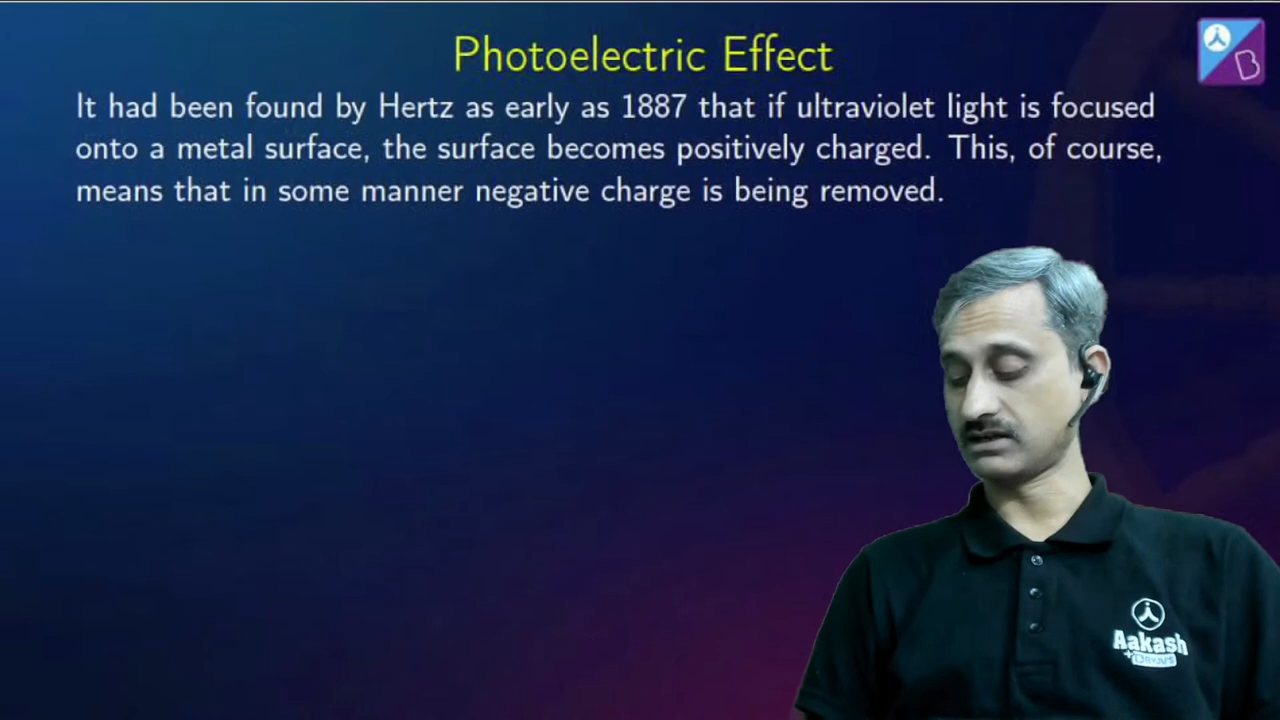 Photoelectric Effect
It had been found by Hertz as early as 1887 that if ultraviolet light is focused
onto a metal surface, the surface becomes positively charged. This, of course,
means that in some manner negative charge is being removed.
B
Aakash